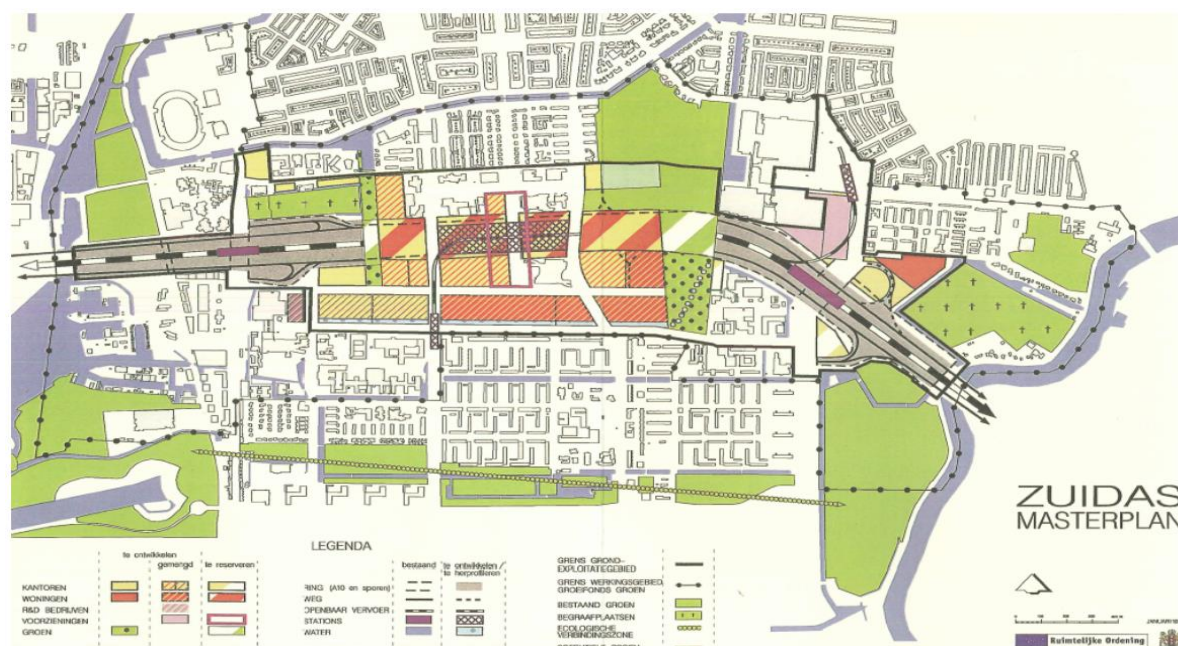 ZUIDAS
MASTERPLAN
LEGENDA
te ontwikkelen
gemengd
te reserveren
KANTOREN
WONINGEN
R&D BEDRIJVEN
VOORZIENINGEN
GROEN
bestaand
te ontwikkelen /
te herprofileren
RING (A10 en sporen)
WEG
OPENBAAR VERVOER
STATIONS
WATER
GRENS GROND-
EXPLOITATIEGEBIED
GRENS WERKINGSGEBIED
GROEIFONDS GROEN
BESTAAND GROEN
BEGRAAFPLAATSEN
ECOLOGISCHE
VERBINDINGSZONE
Ruimtelijke Ordening